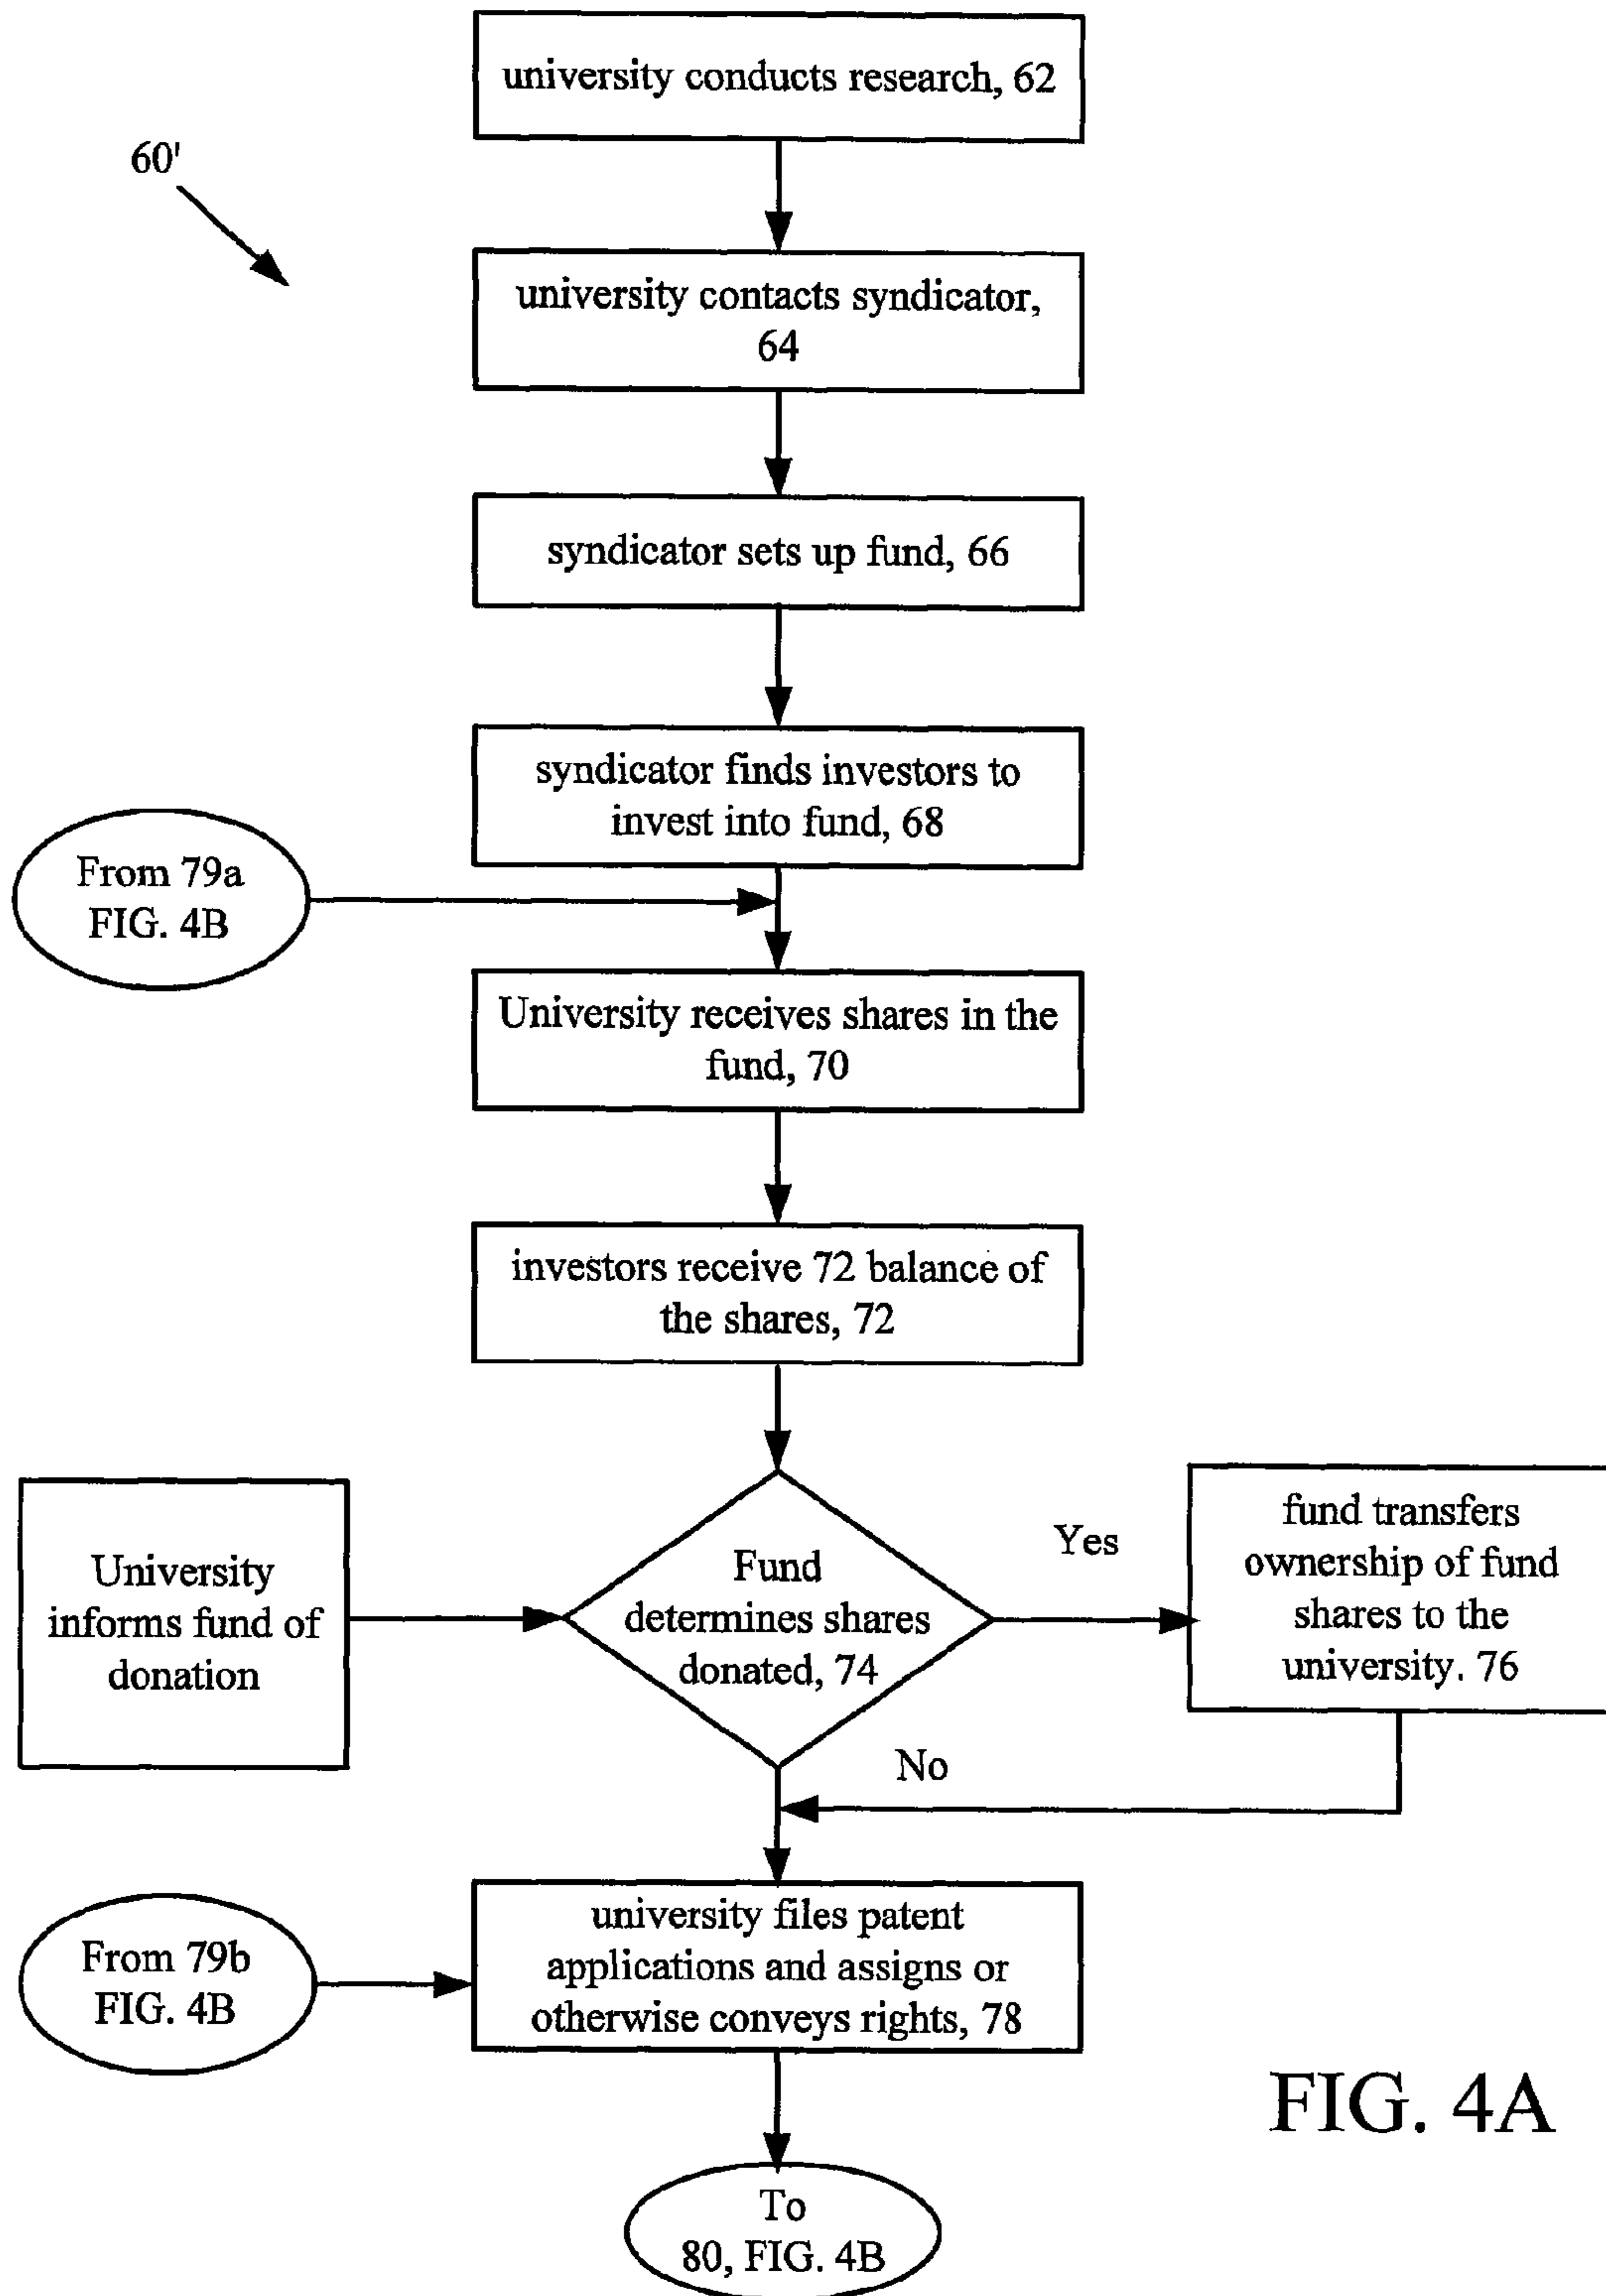 university conducts research, 62
60'
university contacts syndicator,
64
syndicator sets up fund, 66
syndicator finds investors to
invest into fund, 68
From 79a
FIG. 4B
University receives shares in the
fund, 70
investors receive 72 balance of
the shares, 72
University
informs fund of
donation
Fund
determines shares
donated, 74
Yes
fund transfers
ownership of fund
shares to the
university. 76
No
university files patent
applications and assigns or
otherwise conveys rights, 78
From 79b
FIG. 4B
FIG. 4A
To
80, FIG. 4B